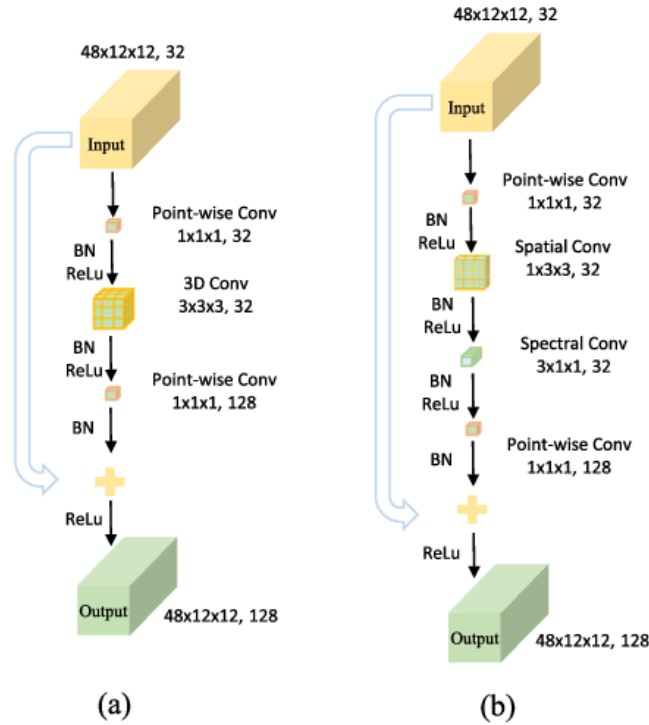 48x12x12, 32
Input
Point-wise Conv
1x1x1, 32
BN
ReLu
3D Conv
3x3x3, 32
BN
ReLu
Point-wise Conv
1x1x1, 128
BN
ReLu
Output
48x12x12, 128
(a)
48x12x12, 32
Input
Point-wise Conv
1x1x1, 32
BN
ReLu
Spatial Conv
1x3x3, 32
BN
ReLu
Spectral Conv
3x1x1, 32
BN
ReLu
Point-wise Conv
1x1x1, 128
BN
ReLu
Output
48x12x12, 128
(b)